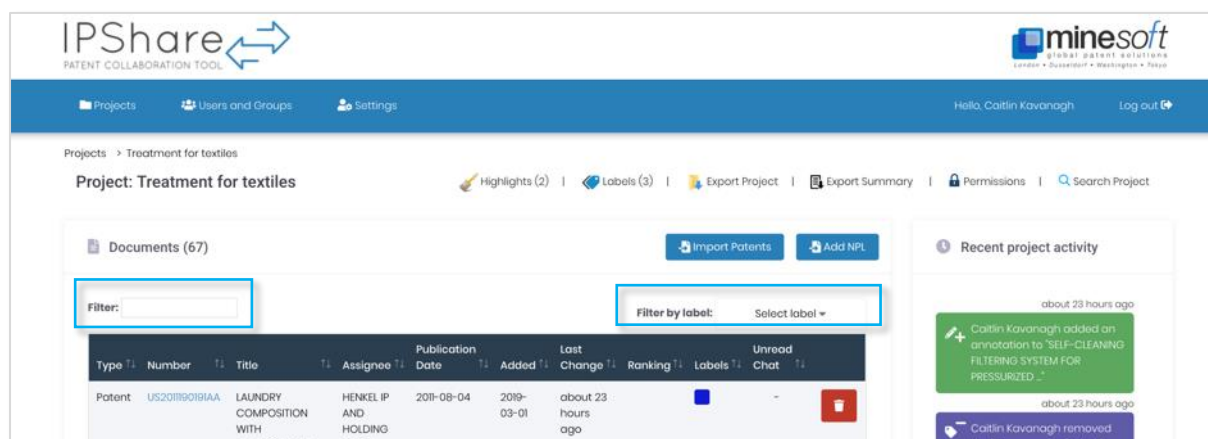 IPShare
PATENT COLLABORATION TOOL
minesoft
global patent solutions
London • Dusseldorf • Washington • Tokyo
Projects Users and Groups Settings Hello, Caitlin Kavanagh Log out
Projects > Treatment for textiles
Project: Treatment for textiles Highlights (2) | Labels (3) | Export Project | Export Summary | Permissions | Search Project
Documents (67) Import Patents Add NPL Recent project activity
Filter: Filter by label: Select label
Type Number Title Assignee Publication Date Added Last Change Ranking Labels Unread Chat
Patent US2011190191AA LAUNDRY COMPOSITION WITH HENKEL IP AND HOLDING 2011-08-04 2019-03-01 about 23 hours ago -
about 23 hours ago
Caitlin Kavanagh added an
annotation to "SELF-CLEANING
FILTERING SYSTEM FOR
PRESSURIZED ..."
about 23 hours ago
Caitlin Kavanagh removed